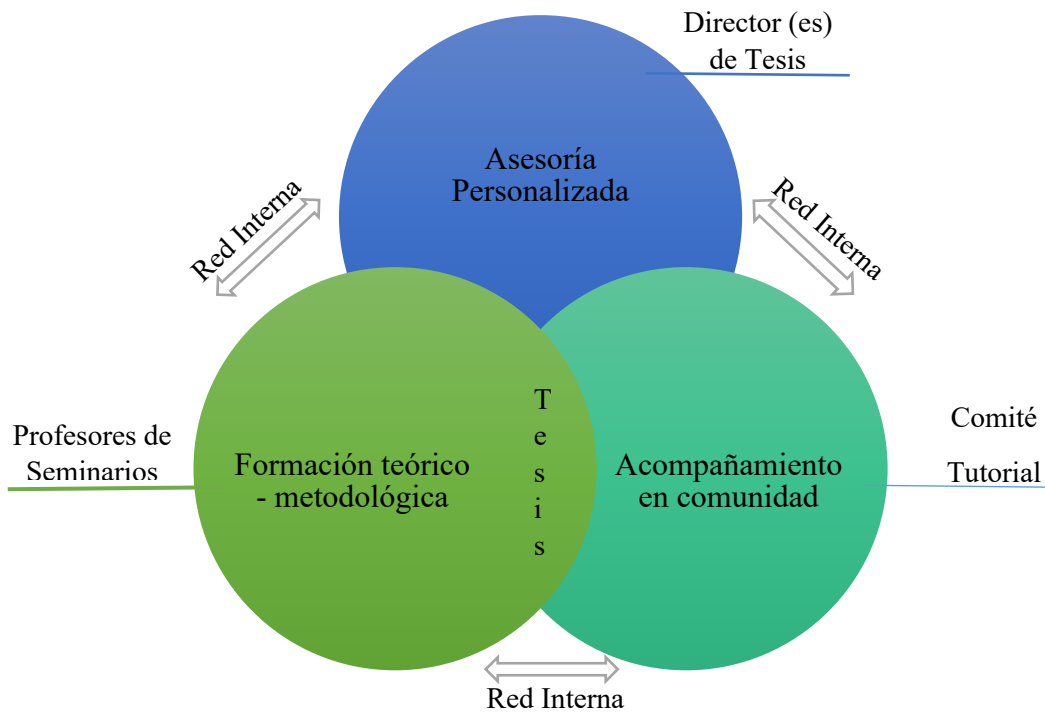 Director (es)
de Tesis
Asesoría
Personalizada
Red Interna
Red Interna
Profesores de
Seminarios
Formación teórico
- metodológica
T
e
s
i
s
Acompañamiento
en comunidad
Comité
Tutorial
Red Interna